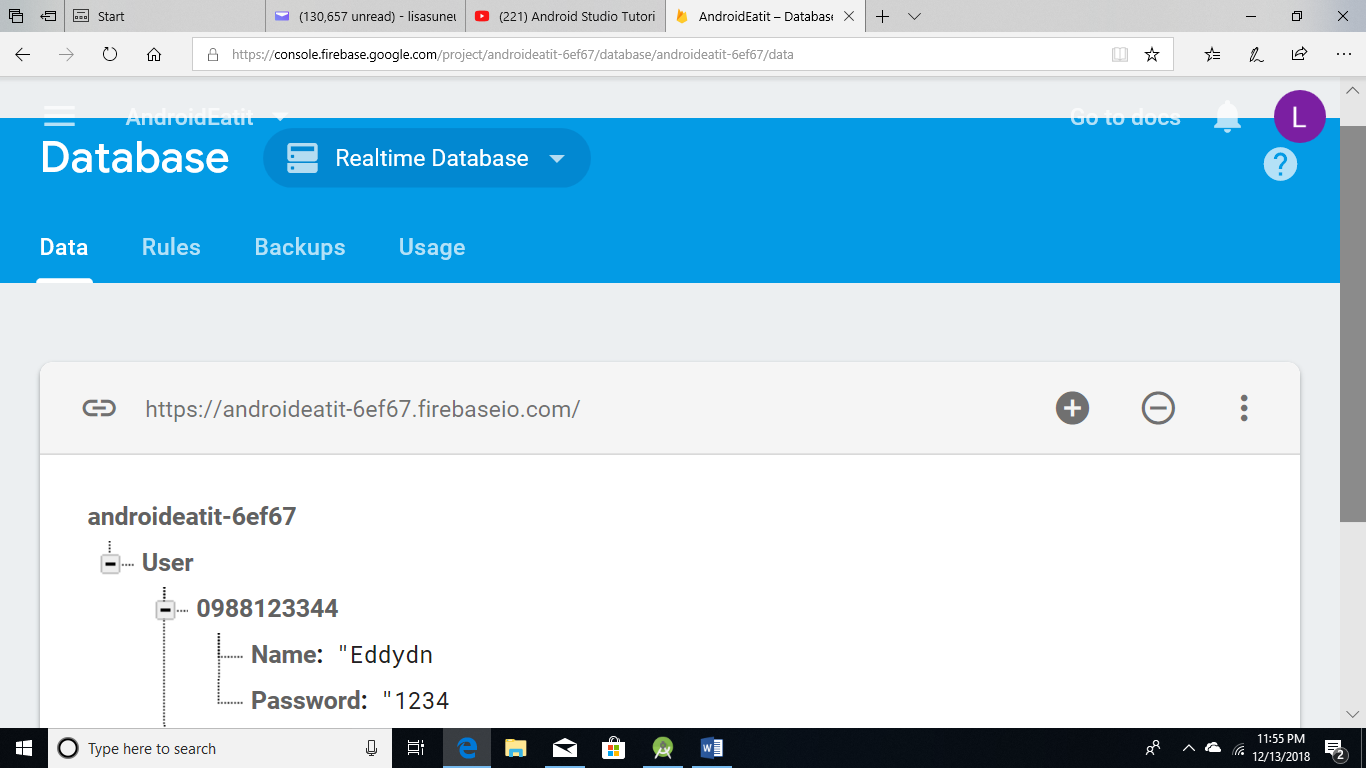 Start
(130,657 unread) - lisasuneu
(221) Android Studio Tutori
AndroidEatit – Database
https://console.firebase.google.com/project/androideatit-6ef67/database/androideatit-6ef67/data
AndroidEatit
Go to docs
L
Database
Realtime Database
?
Data
Rules
Backups
Usage
https://androideatit-6ef67.firebaseio.com/
androideatit-6ef67
User
0988123344
Name: "Eddydn
Password: "1234
Type here to search
11:55 PM
12/13/2018
2